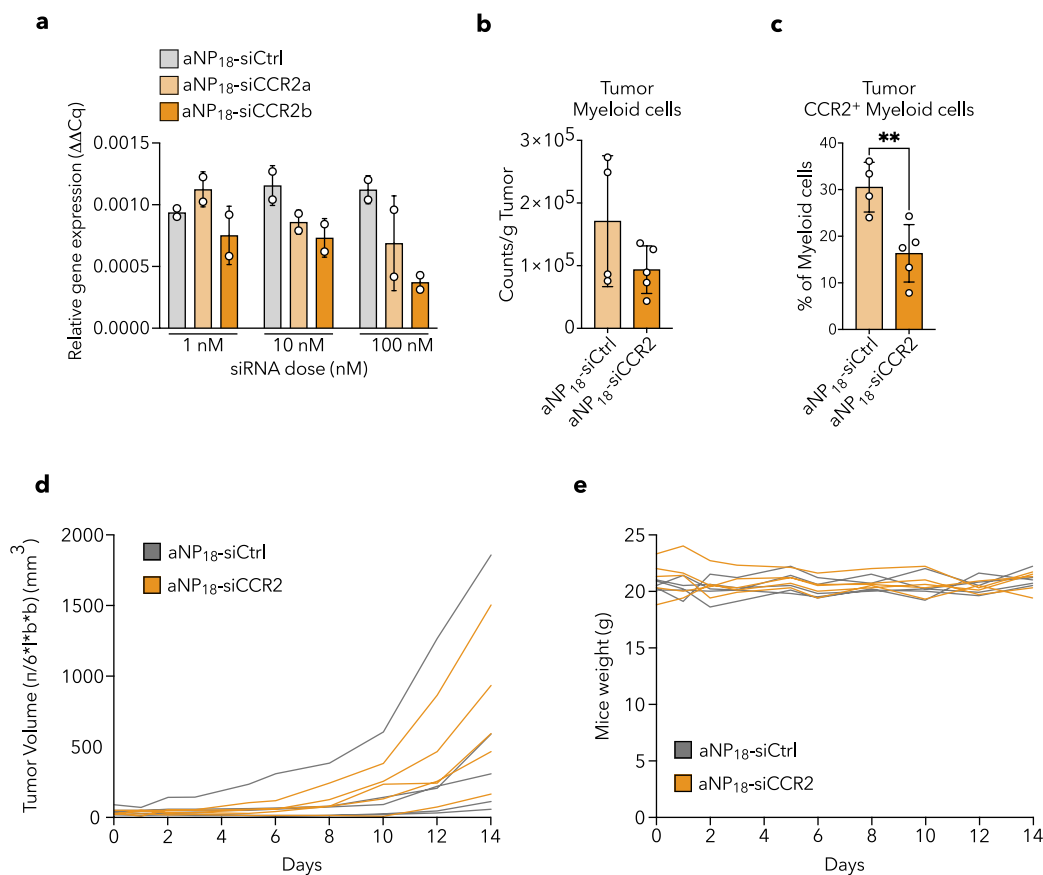 a
aNP18-siCtrl
aNP18-siCCR2a
aNP18-siCCR2b
Relative gene expression (ΔΔCq)
0.0015
0.0010
0.0005
0.0000
1 nM
10 nM
100 nM
siRNA dose (nM)
b
Tumor
Myeloid cells
Counts/g Tumor
3×10^5
2×10^5
1×10^5
0
aNP18-siCtrl
aNP18-siCCR2
c
Tumor
CCR2+ Myeloid cells
**
% of Myeloid cells
40
30
20
10
0
aNP18-siCtrl
aNP18-siCCR2
d
aNP18-siCtrl
aNP18-siCCR2
Tumor Volume (π/6*l*b*b) (mm3)
2000
1500
1000
500
0
0 2 4 6 8 10 12 14
Days
e
Mice weight (g)
25
20
15
10
5
0
aNP18-siCtrl
aNP18-siCCR2
0 2 4 6 8 10 12 14
Days